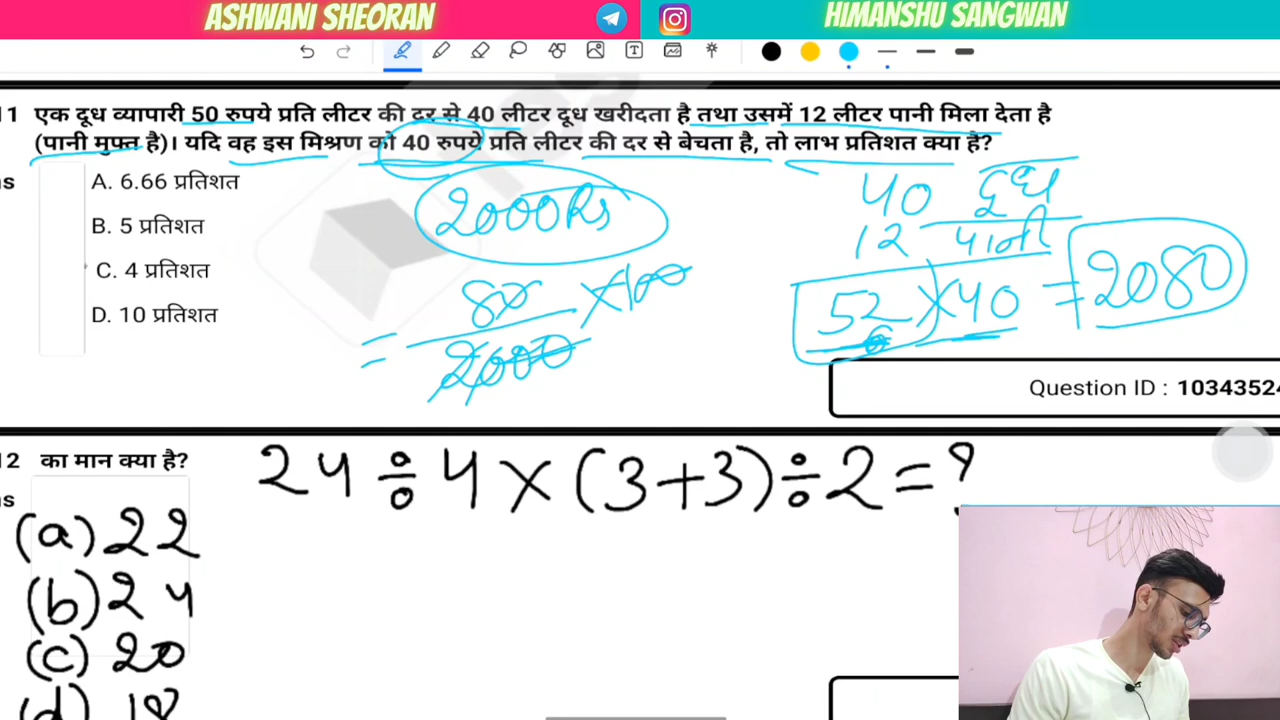 ASHWANI SHEORAN
HIMANSHU SANGWAN
11 एक दूध व्यापारी 50 रुपये प्रति लीटर की दर से 40 लीटर दूध खरीदता है तथा उसमें 12 लीटर पानी मिला देता है
(पानी मुफ्त है)। यदि वह इस मिश्रण को 40 रुपये प्रति लीटर की दर से बेचता है, तो लाभ प्रतिशत क्या है?
ns
A. 6.66 प्रतिशत
B. 5 प्रतिशत
C. 4 प्रतिशत
D. 10 प्रतिशत
2000Rs
= 80/2000 × 100
40 दूध
12 पानी
52 × 40 = 2080
Question ID : 10343524
12 का मान क्या है?
24 ÷ 4 × (3+3) ÷ 2 = ?
ns
(a) 22
(b) 24
(c) 20
(d) 18